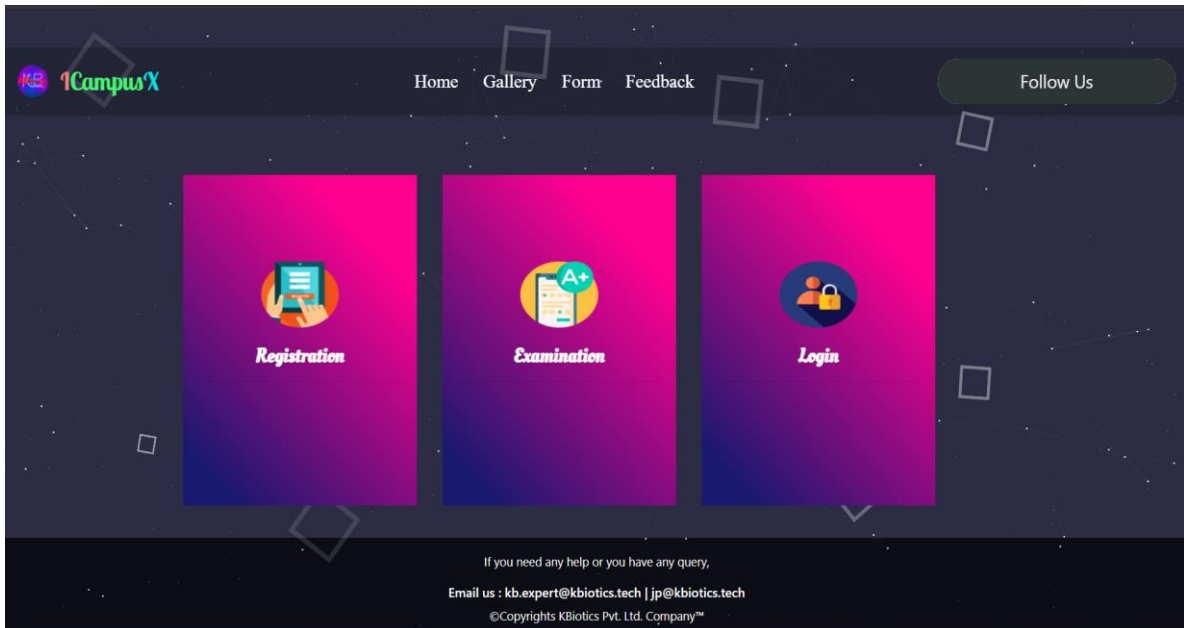 KB ICampusX
Home Gallery Form Feedback
Follow Us
A+
Registration
Examination
Login
If you need any help or you have any query,
Email us : kb.expert@kbiotics.tech | jp@kbiotics.tech
©Copyrights KBiotics Pvt. Ltd. Company™